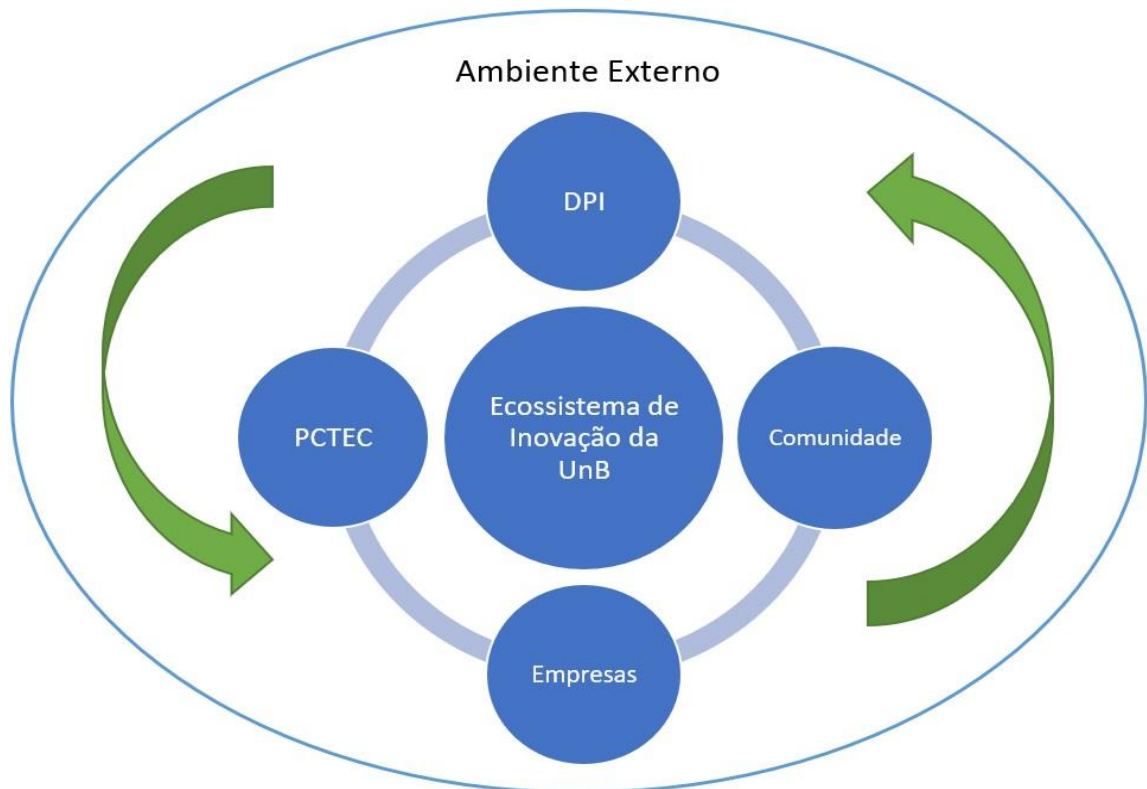 Ambiente Externo
DPI
PCTEC
Ecossistema de
Inovação da
UnB
Comunidade
Empresas